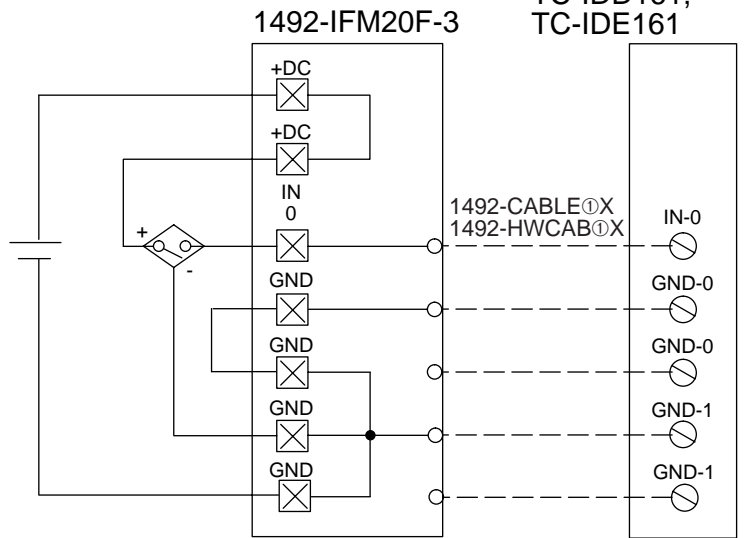 1492-IFM20F-3
TC-IDE161
+DC
+DC
IN
0
GND
GND
GND
GND
+
-
1492-CABLE①X
1492-HWCAB①X
IN-0
GND-0
GND-0
GND-1
GND-1